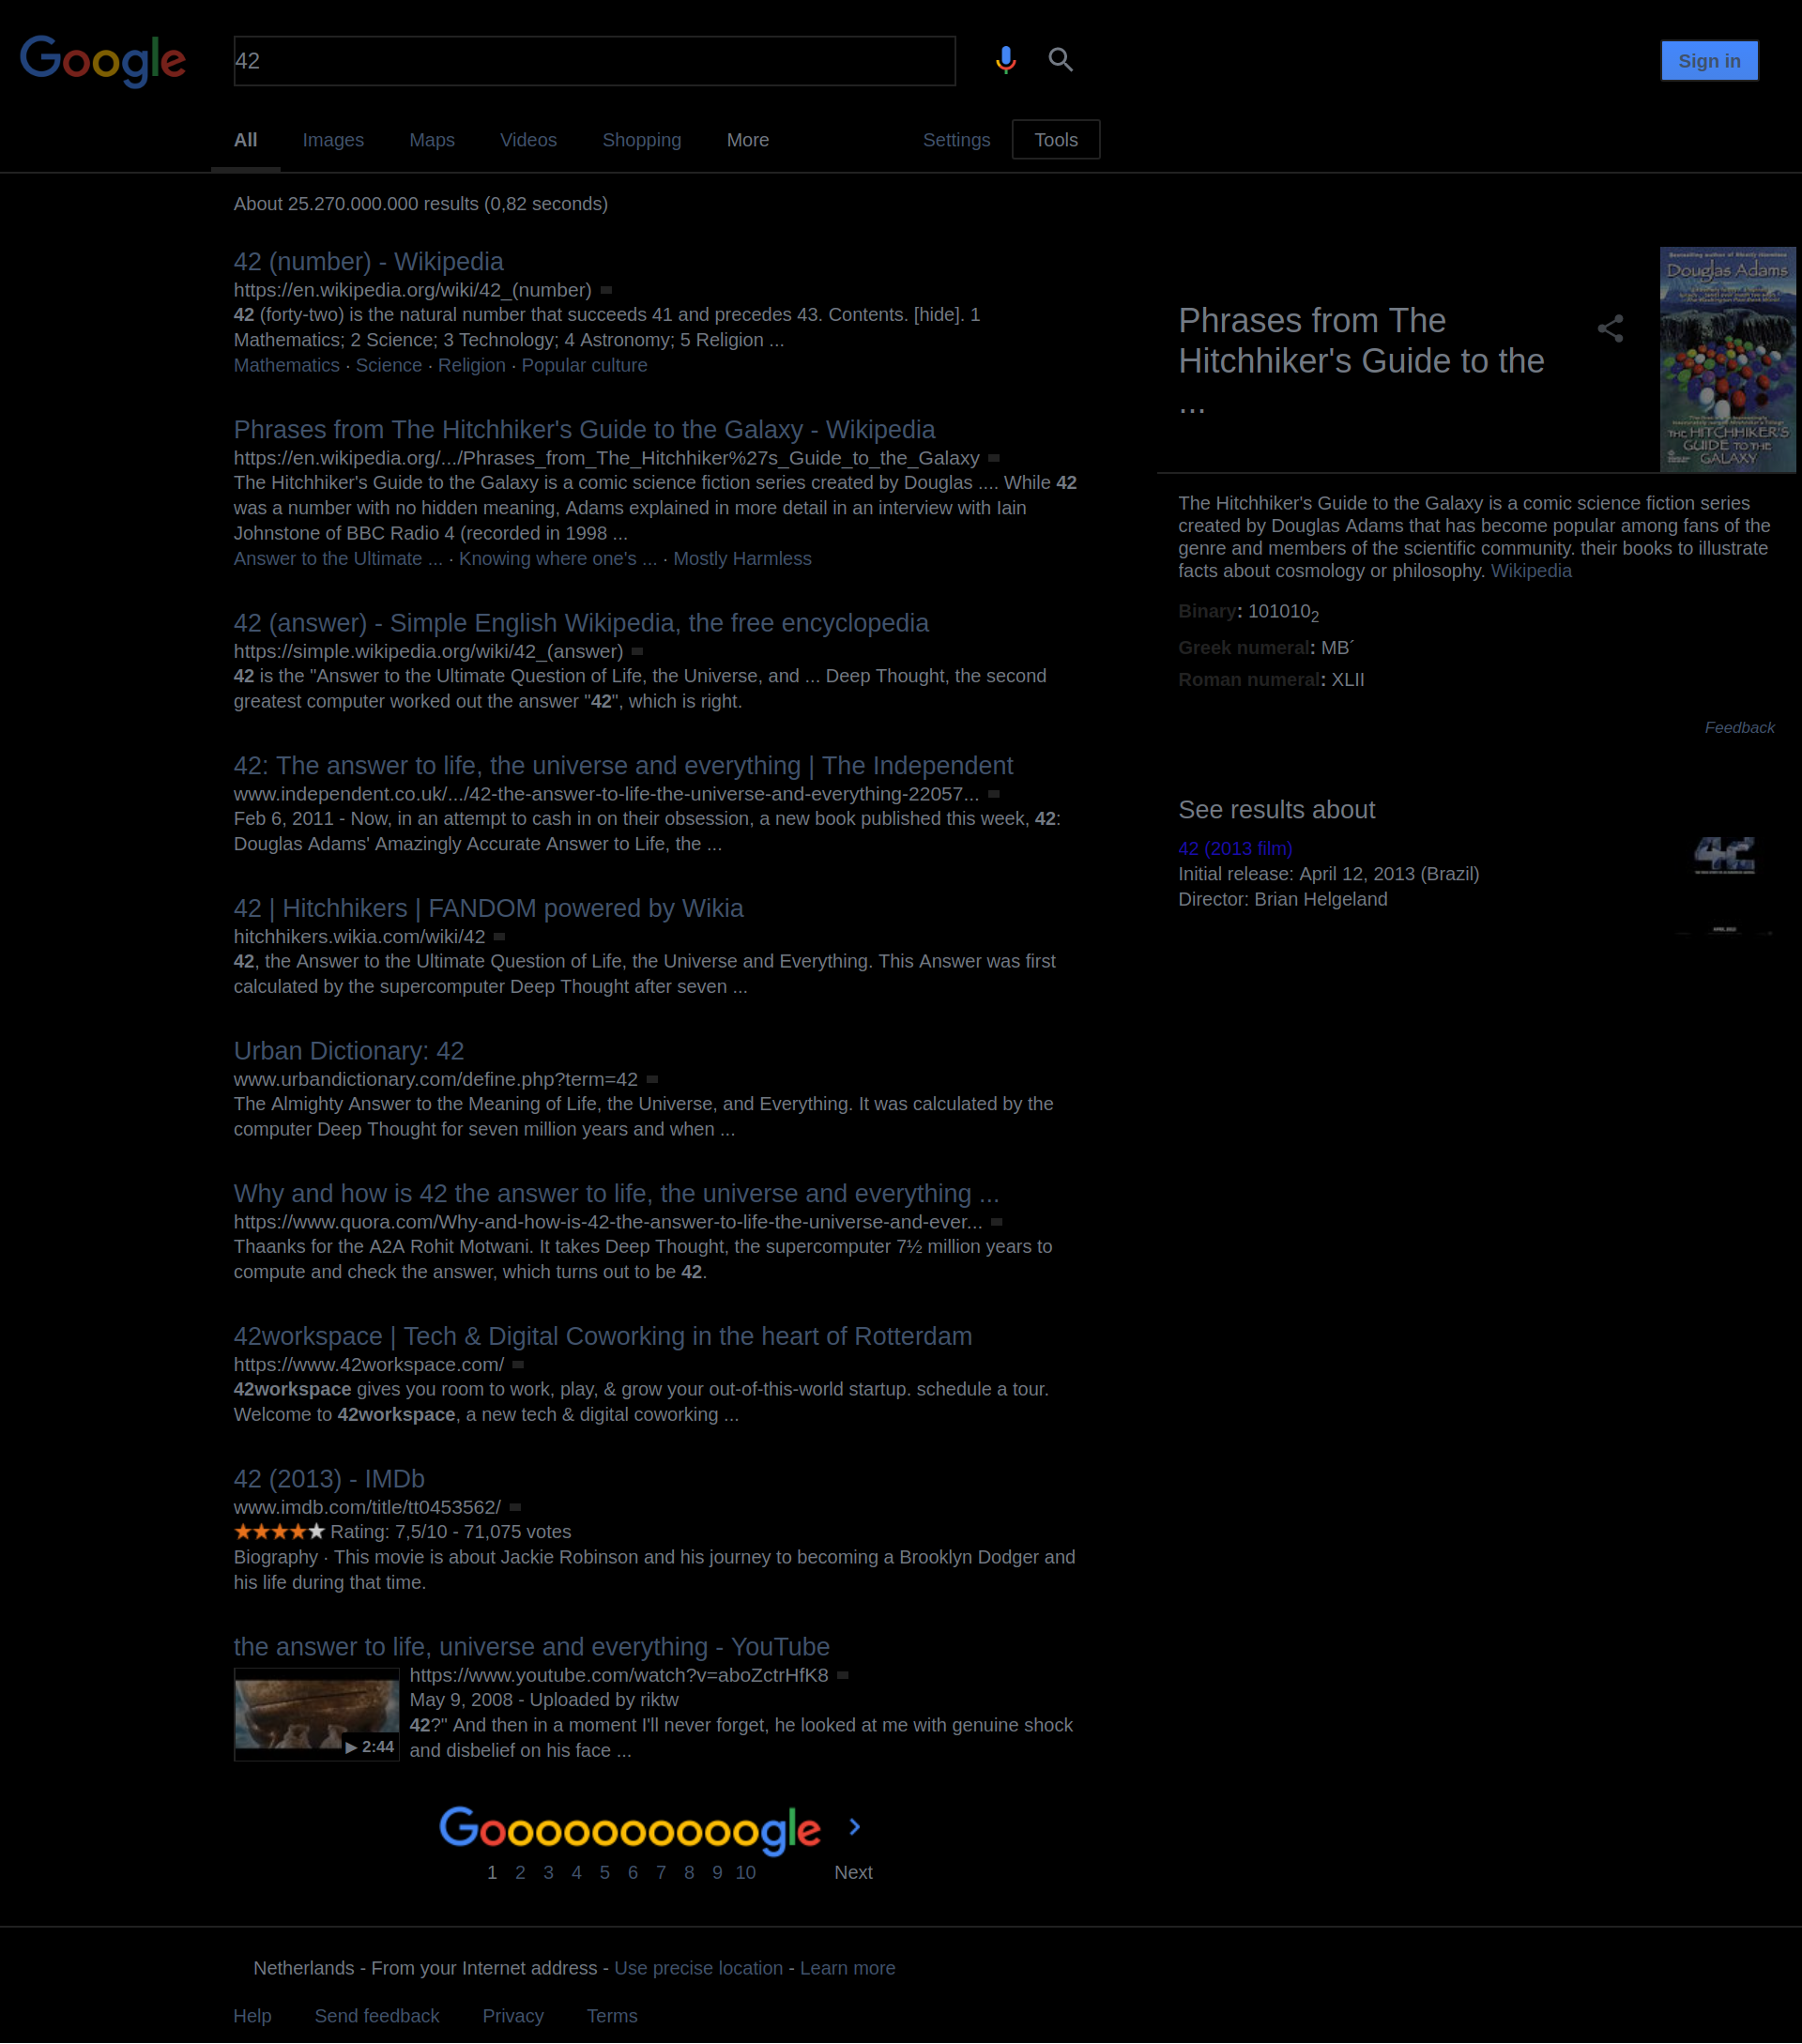 Google
42
Sign in
All Images Maps Videos Shopping More Settings Tools
About 25.270.000.000 results (0,82 seconds)
42 (number) - Wikipedia
https://en.wikipedia.org/wiki/42_(number)
42 (forty-two) is the natural number that succeeds 41 and precedes 43. Contents. [hide]. 1
Mathematics; 2 Science; 3 Technology; 4 Astronomy; 5 Religion ...
Mathematics · Science · Religion · Popular culture
Phrases from The Hitchhiker's Guide to the Galaxy - Wikipedia
https://en.wikipedia.org/.../Phrases_from_The_Hitchhiker%27s_Guide_to_the_Galaxy
The Hitchhiker's Guide to the Galaxy is a comic science fiction series created by Douglas .... While 42
was a number with no hidden meaning, Adams explained in more detail in an interview with Iain
Johnstone of BBC Radio 4 (recorded in 1998 ...
Answer to the Ultimate ... · Knowing where one's ... · Mostly Harmless
42 (answer) - Simple English Wikipedia, the free encyclopedia
https://simple.wikipedia.org/wiki/42_(answer)
42 is the "Answer to the Ultimate Question of Life, the Universe, and ... Deep Thought, the second
greatest computer worked out the answer "42", which is right.
42: The answer to life, the universe and everything | The Independent
www.independent.co.uk/.../42-the-answer-to-life-the-universe-and-everything-22057...
Feb 6, 2011 - Now, in an attempt to cash in on their obsession, a new book published this week, 42:
Douglas Adams' Amazingly Accurate Answer to Life, the ...
42 | Hitchhikers | FANDOM powered by Wikia
hitchhikers.wikia.com/wiki/42
42, the Answer to the Ultimate Question of Life, the Universe and Everything. This Answer was first
calculated by the supercomputer Deep Thought after seven ...
Urban Dictionary: 42
www.urbandictionary.com/define.php?term=42
The Almighty Answer to the Meaning of Life, the Universe, and Everything. It was calculated by the
computer Deep Thought for seven million years and when ...
Why and how is 42 the answer to life, the universe and everything ...
https://www.quora.com/Why-and-how-is-42-the-answer-to-life-the-universe-and-ever...
Thaanks for the A2A Rohit Motwani. It takes Deep Thought, the supercomputer 7½ million years to
compute and check the answer, which turns out to be 42.
42workspace | Tech & Digital Coworking in the heart of Rotterdam
https://www.42workspace.com/
42workspace gives you room to work, play, & grow your out-of-this-world startup. schedule a tour.
Welcome to 42workspace, a new tech & digital coworking ...
42 (2013) - IMDb
www.imdb.com/title/tt0453562/
★★★★★ Rating: 7,5/10 - 71,075 votes
Biography · This movie is about Jackie Robinson and his journey to becoming a Brooklyn Dodger and
his life during that time.
the answer to life, universe and everything - YouTube
https://www.youtube.com/watch?v=aboZctrHfK8
May 9, 2008 - Uploaded by riktw
42?" And then in a moment I'll never forget, he looked at me with genuine shock
and disbelief on his face ...
▶ 2:44
Phrases from The
Hitchhiker's Guide to the
...
Douglas Adams
THE HITCHHIKER'S
GUIDE TO THE
GALAXY
The Hitchhiker's Guide to the Galaxy is a comic science fiction series
created by Douglas Adams that has become popular among fans of the
genre and members of the scientific community. their books to illustrate
facts about cosmology or philosophy. Wikipedia
Binary: 101010₂
Greek numeral: MB´
Roman numeral: XLII
Feedback
See results about
42 (2013 film)
Initial release: April 12, 2013 (Brazil)
Director: Brian Helgeland
42
Goooooooooogle
1 2 3 4 5 6 7 8 9 10 Next
Netherlands - From your Internet address - Use precise location - Learn more
Help Send feedback Privacy Terms